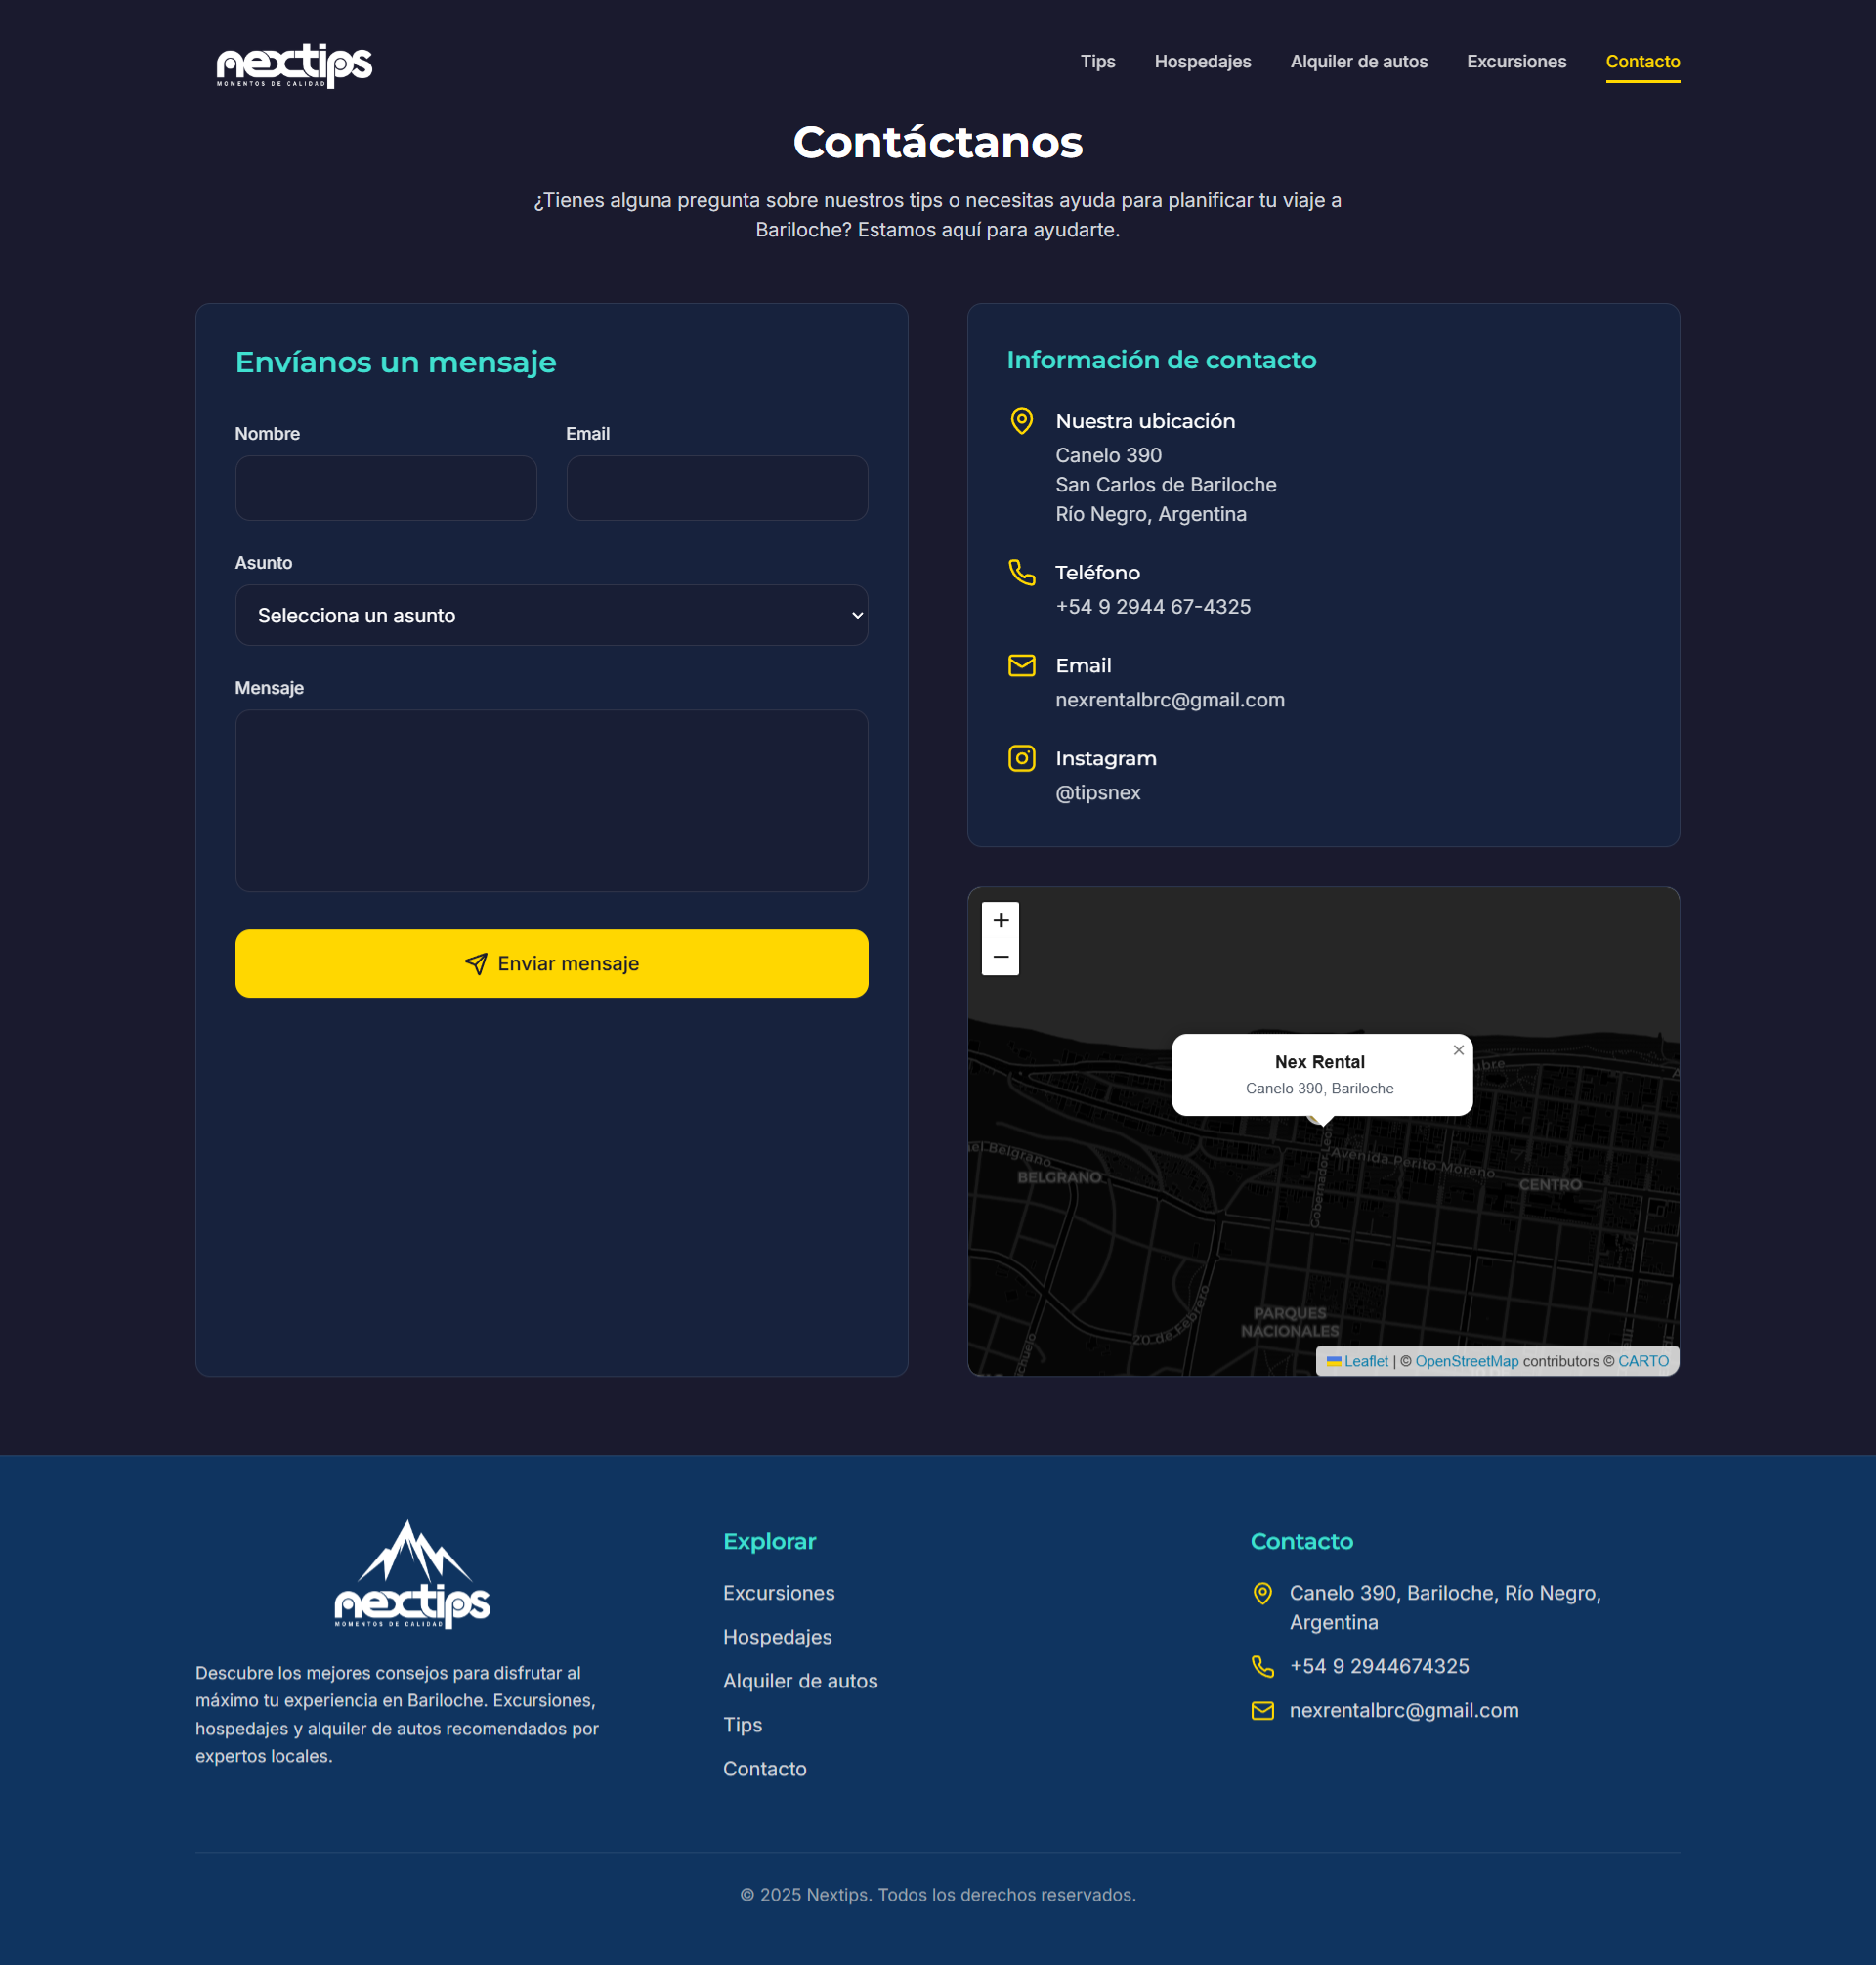 nextips
MOMENTOS DE CALIDAD
Tips
Hospedajes
Alquiler de autos
Excursiones
Contacto
Contáctanos
¿Tienes alguna pregunta sobre nuestros tips o necesitas ayuda para planificar tu viaje a
Bariloche? Estamos aquí para ayudarte.
Envíanos un mensaje
Nombre
Email
Asunto
Selecciona un asunto
Mensaje
Enviar mensaje
Información de contacto
Nuestra ubicación
Canelo 390
San Carlos de Bariloche
Río Negro, Argentina
Teléfono
+54 9 2944 67-4325
Email
nexrentalbrc@gmail.com
Instagram
@tipsnex
+
−
Nex Rental
Canelo 390, Bariloche
×
Belgrano
BELGRANO
Avenida Perito Moreno
CENTRO
20 de Febrero
PARQUES
NACIONALES
Leaflet | © OpenStreetMap contributors © CARTO
nextips
MOMENTOS DE CALIDAD
Descubre los mejores consejos para disfrutar al
máximo tu experiencia en Bariloche. Excursiones,
hospedajes y alquiler de autos recomendados por
expertos locales.
Explorar
Excursiones
Hospedajes
Alquiler de autos
Tips
Contacto
Contacto
Canelo 390, Bariloche, Río Negro,
Argentina
+54 9 2944674325
nexrentalbrc@gmail.com
© 2025 Nextips. Todos los derechos reservados.